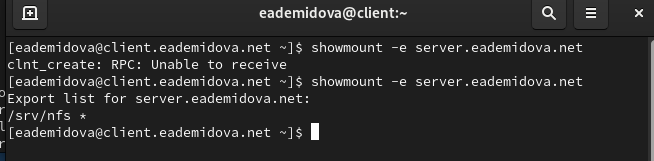 eademidova@client:~
[eademidova@client.eademidova.net ~]$ showmount -e server.eademidova.net
clnt_create: RPC: Unable to receive
[eademidova@client.eademidova.net ~]$ showmount -e server.eademidova.net
Export list for server.eademidova.net:
/srv/nfs *
[eademidova@client.eademidova.net ~]$